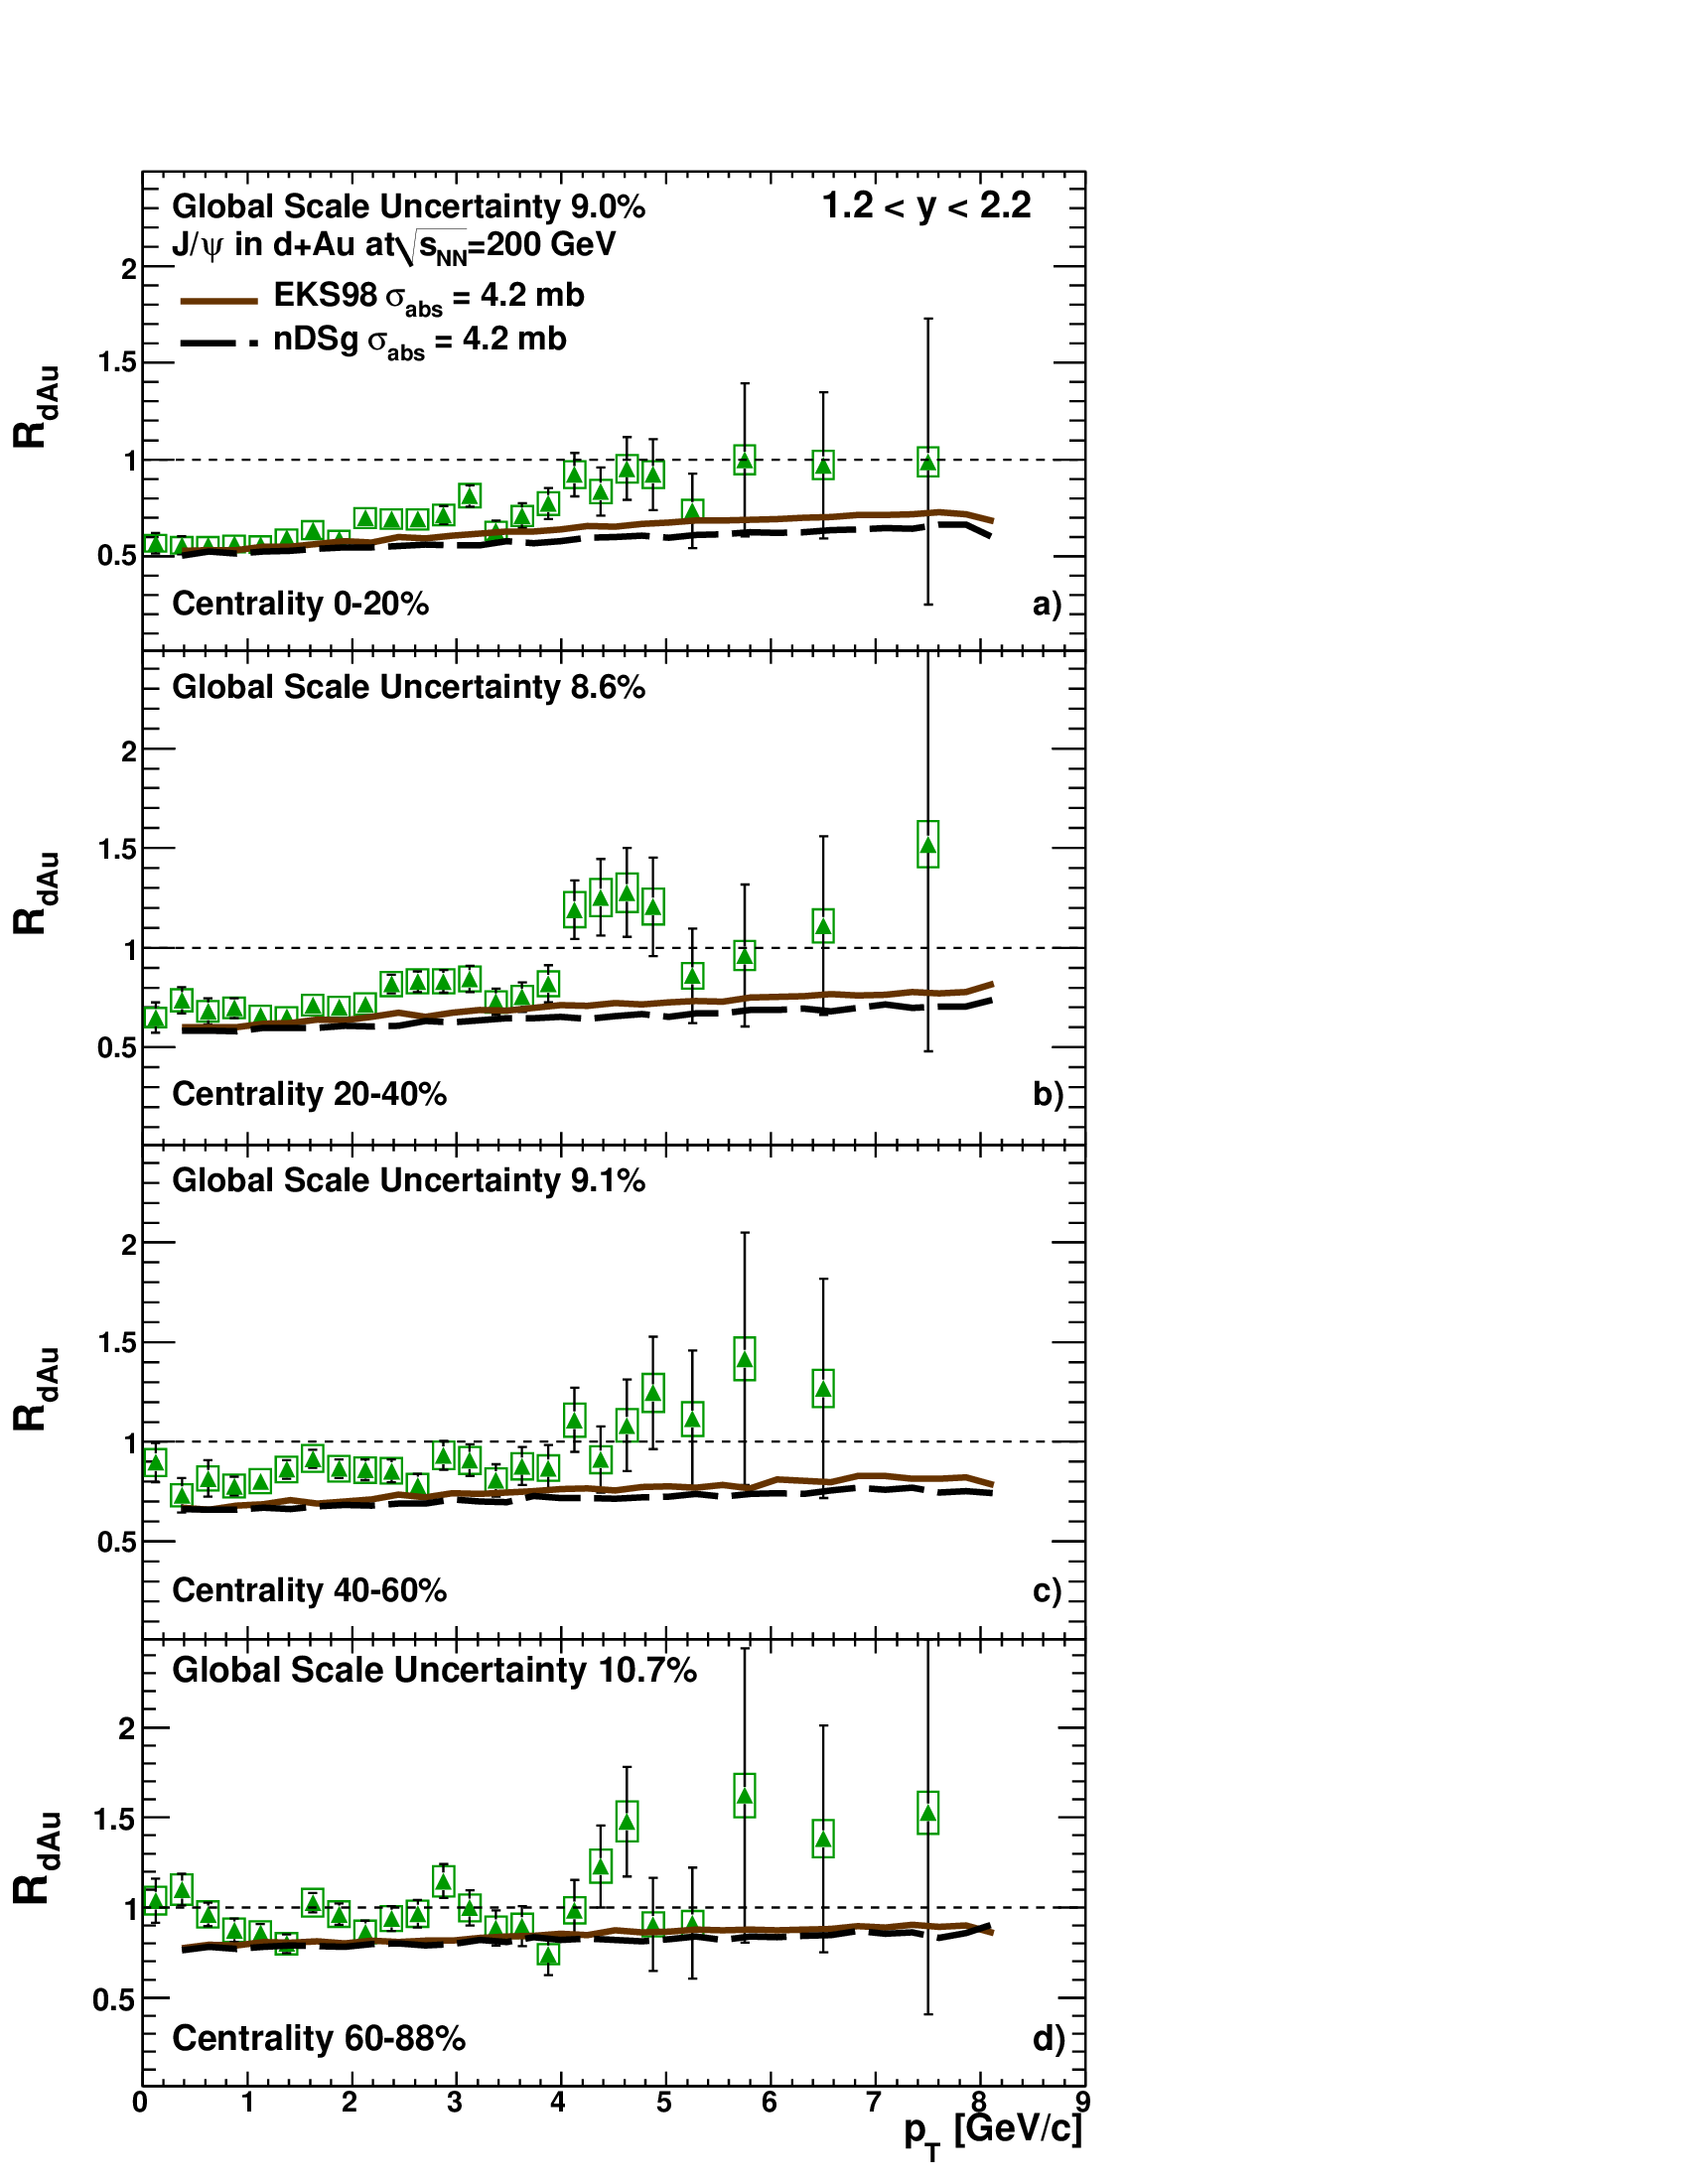 Global Scale Uncertainty 9.0%
1.2 < y < 2.2
J/ψ in d+Au at √sNN=200 GeV
EKS98 σabs = 4.2 mb
nDSg σabs = 4.2 mb
2
1.5
1
0.5
RdAu
Centrality 0-20%
a)
Global Scale Uncertainty 8.6%
2
1.5
1
0.5
RdAu
Centrality 20-40%
b)
Global Scale Uncertainty 9.1%
2
1.5
1
0.5
RdAu
Centrality 40-60%
c)
Global Scale Uncertainty 10.7%
2
1.5
1
0.5
RdAu
Centrality 60-88%
d)
0 1 2 3 4 5 6 7 8 9
pT [GeV/c]